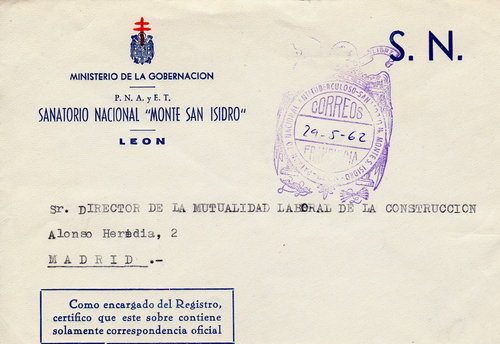 S. N.
MINISTERIO DE LA GOBERNACION
P. N. A. y E. T.
SANATORIO NACIONAL "MONTE SAN ISIDRO"
LEON
CORREOS
29-5-62
FRANQUICIA
Sr. DIRECTOR DE LA MUTUALIDAD LABORAL DE LA CONSTRUCCION
Alonso Heredia, 2
MADRID .-
Como encargado del Registro,
certifico que este sobre contiene
solamente correspondencia oficial